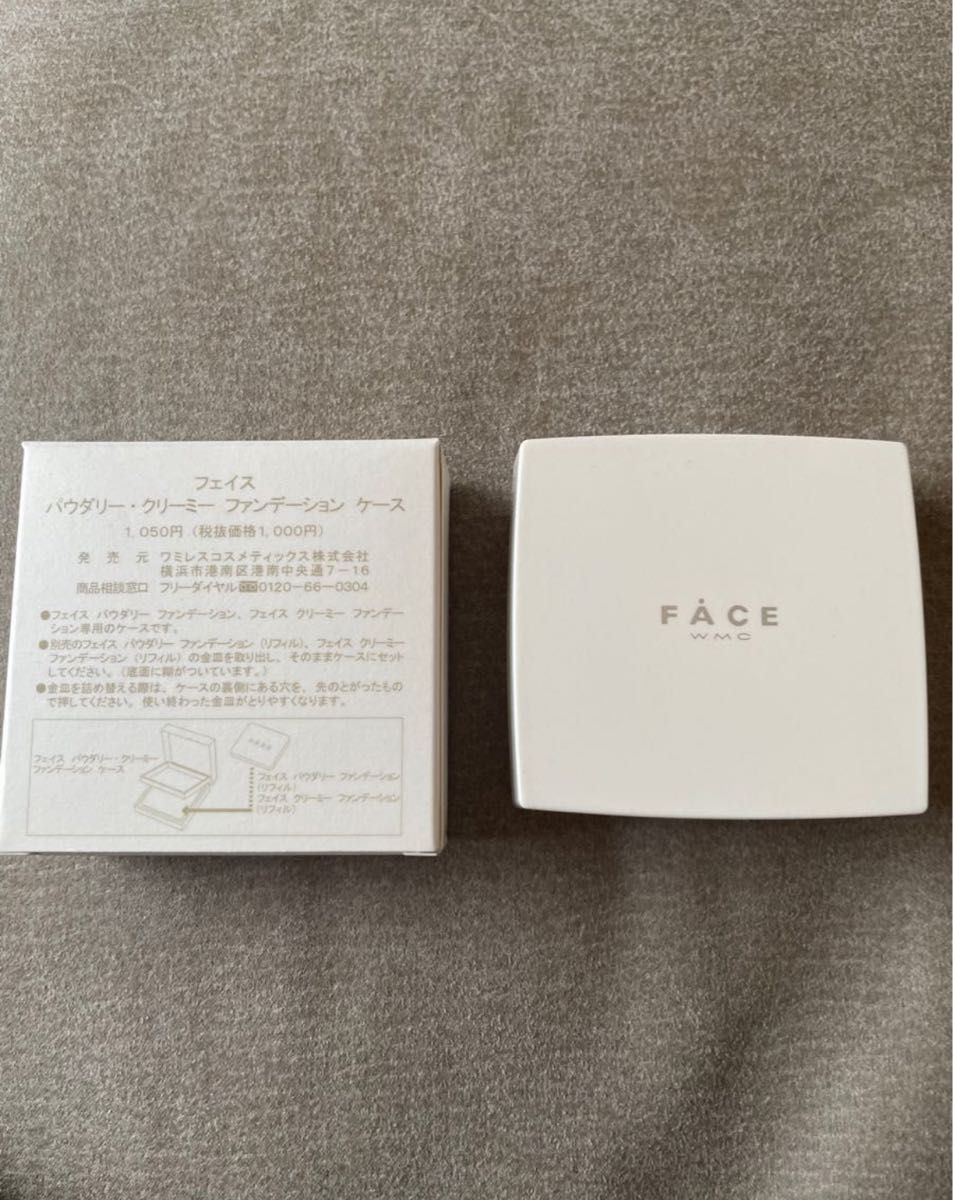 フェイス
パウダリー・クリーミー ファンデーション ケース
1,050円（税抜価格1,000円）
発売元 ワミレスコスメティックス株式会社
横浜市港南区港南中央通7-16
商品相談窓口 フリーダイヤル 0120-66-0304
●フェイス パウダリー ファンデーション、フェイス クリーミー ファンデー
ション専用のケースです。
●別売のフェイス パウダリー ファンデーション（リフィル）、フェイス クリーミー
ファンデーション（リフィル）の金皿を取り出し、そのままケースにセット
してください。（底面に糊がついています。）
●金皿を詰め替える際は、ケースの裏側にある穴を、先のとがったもの
で押してください。使い終わった金皿がとりやすくなります。
フェイス パウダリー・クリーミー
ファンデーション ケース
フェイス パウダリー ファンデーション
（リフィル）
フェイス クリーミー ファンデーション
（リフィル）
FACE
WMC